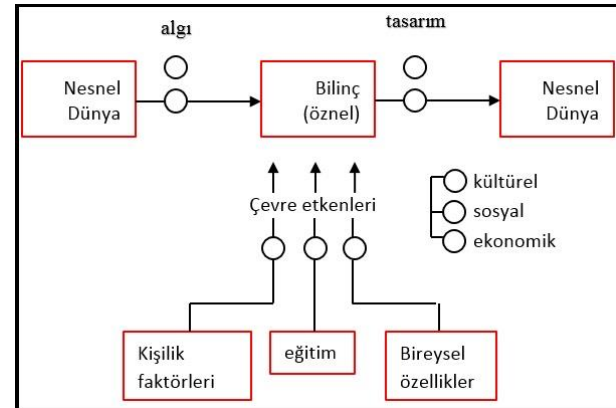 algı
tasarım
Nesnel
Dünya
Bilinç
(öznel)
Nesnel
Dünya
Çevre etkenleri
kültürel
sosyal
ekonomik
Kişilik
faktörleri
eğitim
Bireysel
özellikler